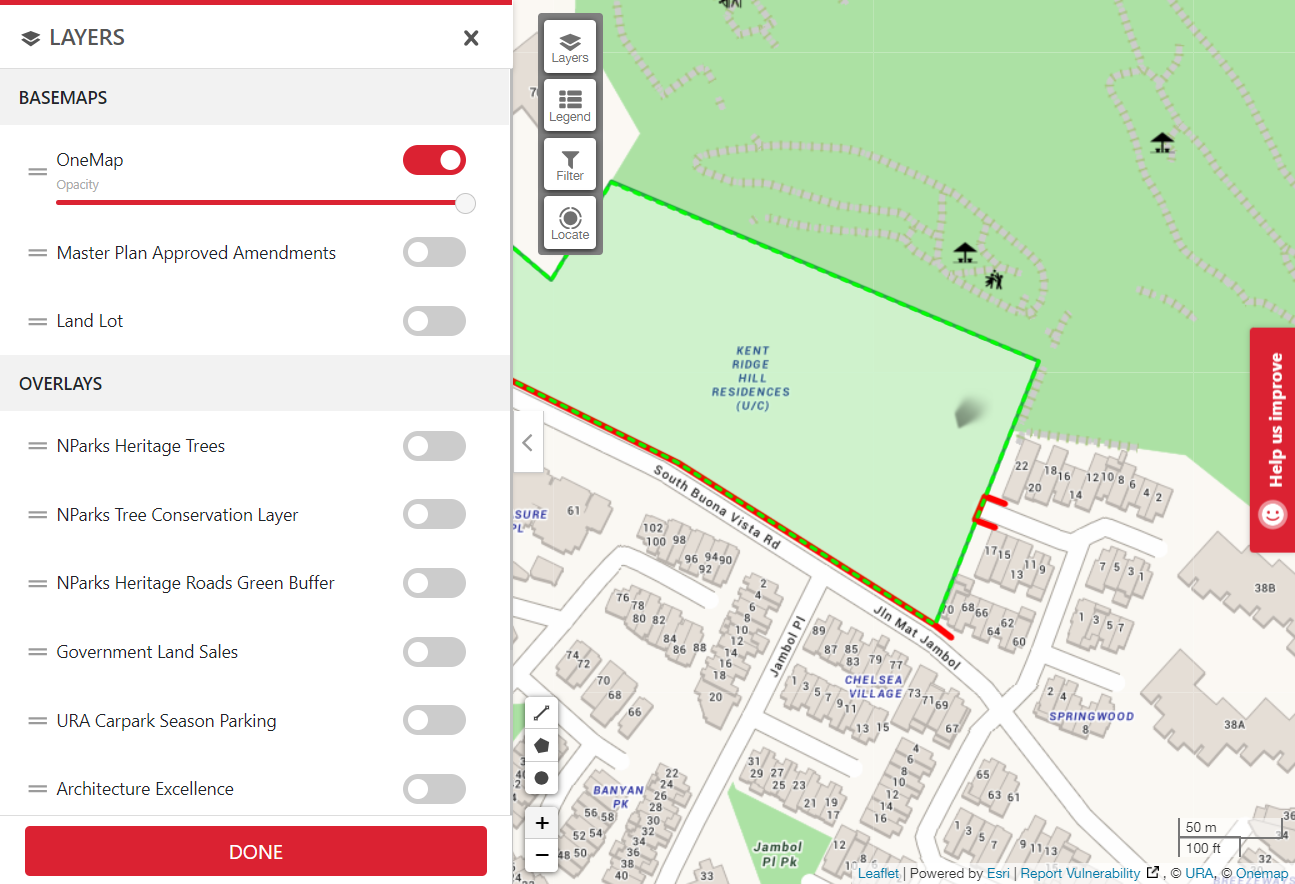 LAYERS
BASEMAPS
OneMap
Opacity
Master Plan Approved Amendments
Land Lot
OVERLAYS
NParks Heritage Trees
NParks Tree Conservation Layer
NParks Heritage Roads Green Buffer
Government Land Sales
URA Carpark Season Parking
Architecture Excellence
DONE
Layers
Legend
Filter
Locate
KENT
RIDGE
HILL
RESIDENCES
(U/C)
South Buona Vista Rd
Jln Mat Jambol
Jambol Pl
SURE
PL
61
102
100 98
96 94 90
92
76
78
80 82
84
86 88
74
72
70
68
66
2
4
6
8
10
12
14
16
18
20
22
20
18 16
14
12 10 8 6 4 2
17 15
13
11 9
7 5 3 1
1 3 5 7
70 68 66
64
62
60
89
87 85
83 79 77
CHELSEA
VILLAGE
73 71 69
67
1 3 5 7
9 11
13 15
2 4
SPRINGWOOD
8
38B
38A
31
29 27
25 23
21 19
17
4
6
8
10
12
14
16
65
63 61
1 3 5 7
9 11 13
BANYAN
PK
22
24
26
28
30
32
34
36
38
40
56 58
52 54
48 50
33
Jambol
Pl Pk
12
10 8 6
36
34
32
Help us improve
+
−
50 m
100 ft
Leaflet | Powered by Esri | Report Vulnerability , © URA, © Onemap